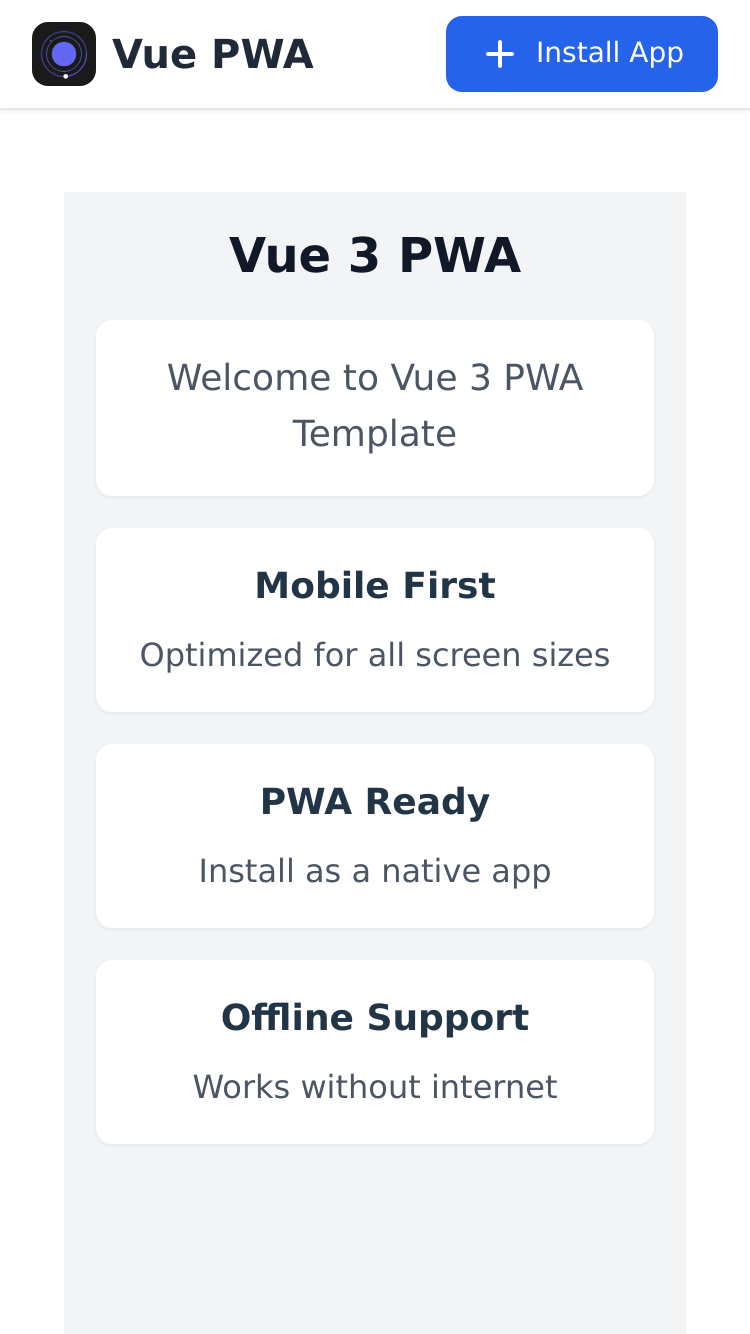 Vue PWA
Install App
Vue 3 PWA
Welcome to Vue 3 PWA
Template
Mobile First
Optimized for all screen sizes
PWA Ready
Install as a native app
Offline Support
Works without internet